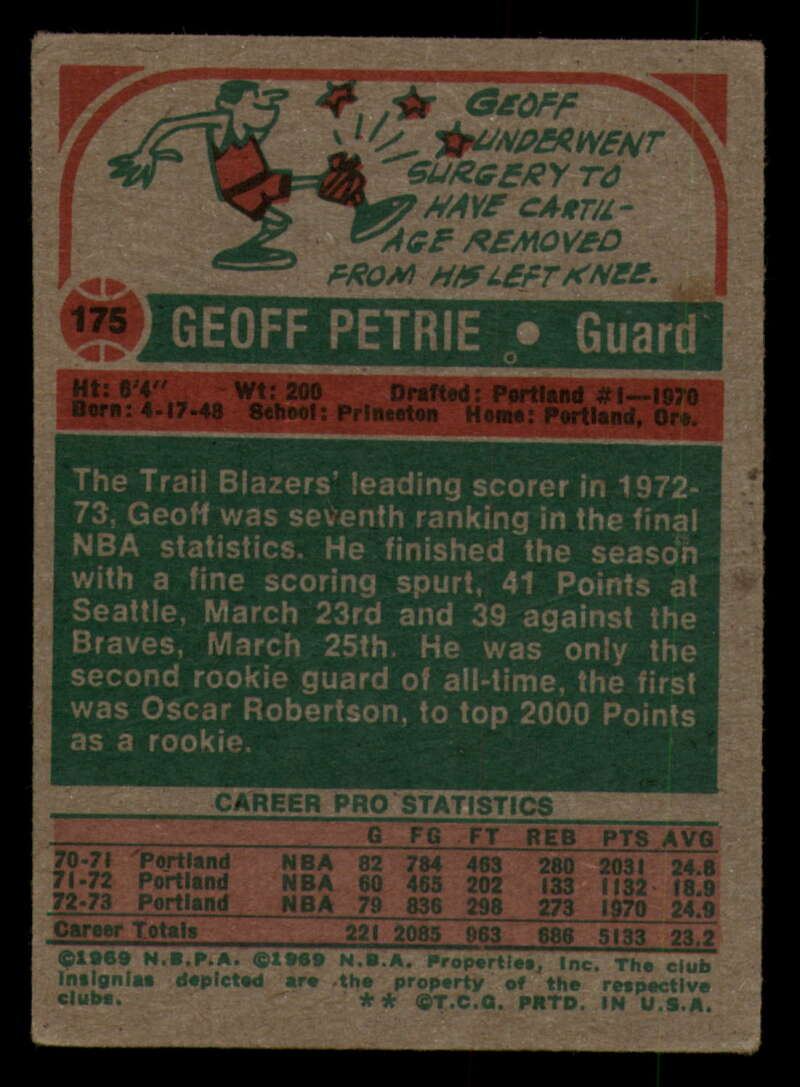 GEOFF
UNDERWENT
SURGERY TO
HAVE CARTIL-
AGE REMOVED
FROM HIS LEFT KNEE.
175 GEOFF PETRIE • Guard
Ht: 6'4" Wt: 200 Drafted: Portland #1—1970
Born: 4-17-48 School: Princeton Home: Portland, Ore.
The Trail Blazers' leading scorer in 1972-
73, Geoff was seventh ranking in the final
NBA statistics. He finished the season
with a fine scoring spurt, 41 Points at
Seattle, March 23rd and 39 against the
Braves, March 25th. He was only the
second rookie guard of all-time, the first
was Oscar Robertson, to top 2000 Points
as a rookie.
CAREER PRO STATISTICS
G FG FT REB PTS AVG
70-71 Portland NBA 82 784 463 280 2031 24.8
71-72 Portland NBA 60 465 202 133 1132 18.9
72-73 Portland NBA 79 836 298 273 1970 24.9
Career Totals 221 2085 963 686 5133 23.2
©1969 N.B.P.A. ©1969 N.B.A. Properties, Inc. The club
insignias depicted are the property of the respective
clubs. ** ©T.C.G. PRTD. IN U.S.A.